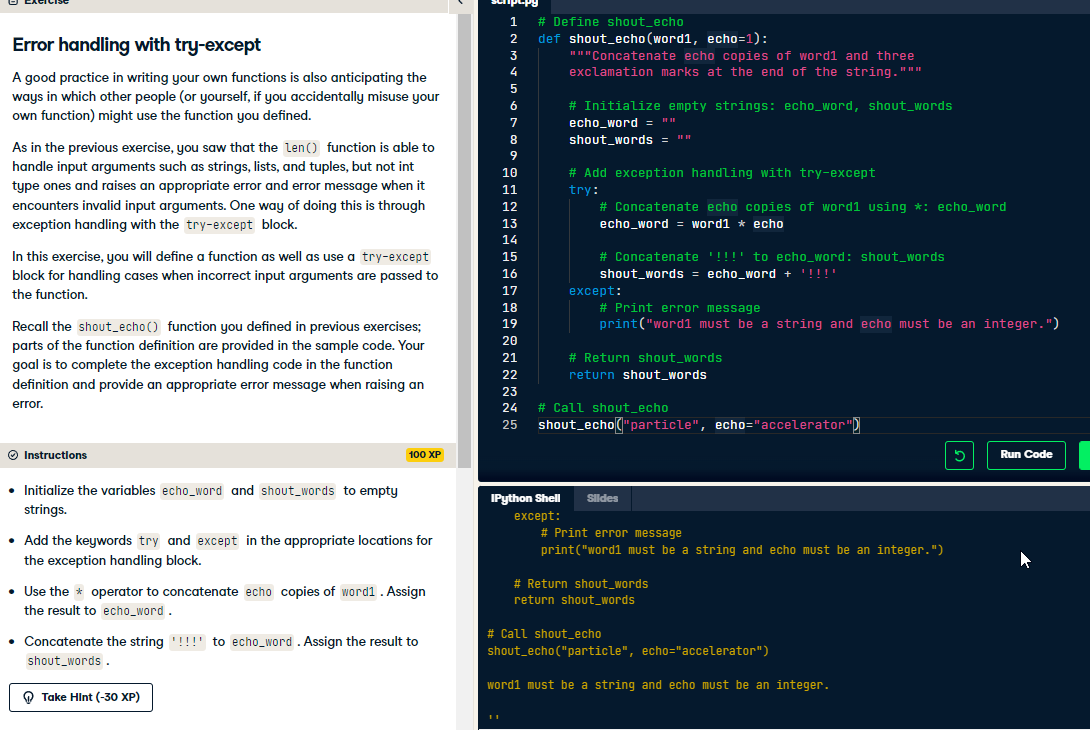 Exercise
Error handling with try-except
A good practice in writing your own functions is also anticipating the
ways in which other people (or yourself, if you accidentally misuse your
own function) might use the function you defined.
As in the previous exercise, you saw that the len() function is able to
handle input arguments such as strings, lists, and tuples, but not int
type ones and raises an appropriate error and error message when it
encounters invalid input arguments. One way of doing this is through
exception handling with the try-except block.
In this exercise, you will define a function as well as use a try-except
block for handling cases when incorrect input arguments are passed to
the function.
Recall the shout_echo() function you defined in previous exercises;
parts of the function definition are provided in the sample code. Your
goal is to complete the exception handling code in the function
definition and provide an appropriate error message when raising an
error.
Instructions 100 XP
• Initialize the variables echo_word and shout_words to empty
strings.
• Add the keywords try and except in the appropriate locations for
the exception handling block.
• Use the * operator to concatenate echo copies of word1 . Assign
the result to echo_word .
• Concatenate the string '!!!' to echo_word . Assign the result to
shout_words .
Take Hint (-30 XP)
script.py
1 # Define shout_echo
2 def shout_echo(word1, echo=1):
3     """Concatenate echo copies of word1 and three
4     exclamation marks at the end of the string."""
5
6     # Initialize empty strings: echo_word, shout_words
7     echo_word = ""
8     shout_words = ""
9
10     # Add exception handling with try-except
11     try:
12         # Concatenate echo copies of word1 using *: echo_word
13         echo_word = word1 * echo
14
15         # Concatenate '!!!' to echo_word: shout_words
16         shout_words = echo_word + '!!!'
17     except:
18         # Print error message
19         print("word1 must be a string and echo must be an integer.")
20
21     # Return shout_words
22     return shout_words
23
24 # Call shout_echo
25 shout_echo("particle", echo="accelerator")
Run Code
IPython Shell Slides
    except:
        # Print error message
        print("word1 must be a string and echo must be an integer.")
    # Return shout_words
    return shout_words
# Call shout_echo
shout_echo("particle", echo="accelerator")
word1 must be a string and echo must be an integer.
''